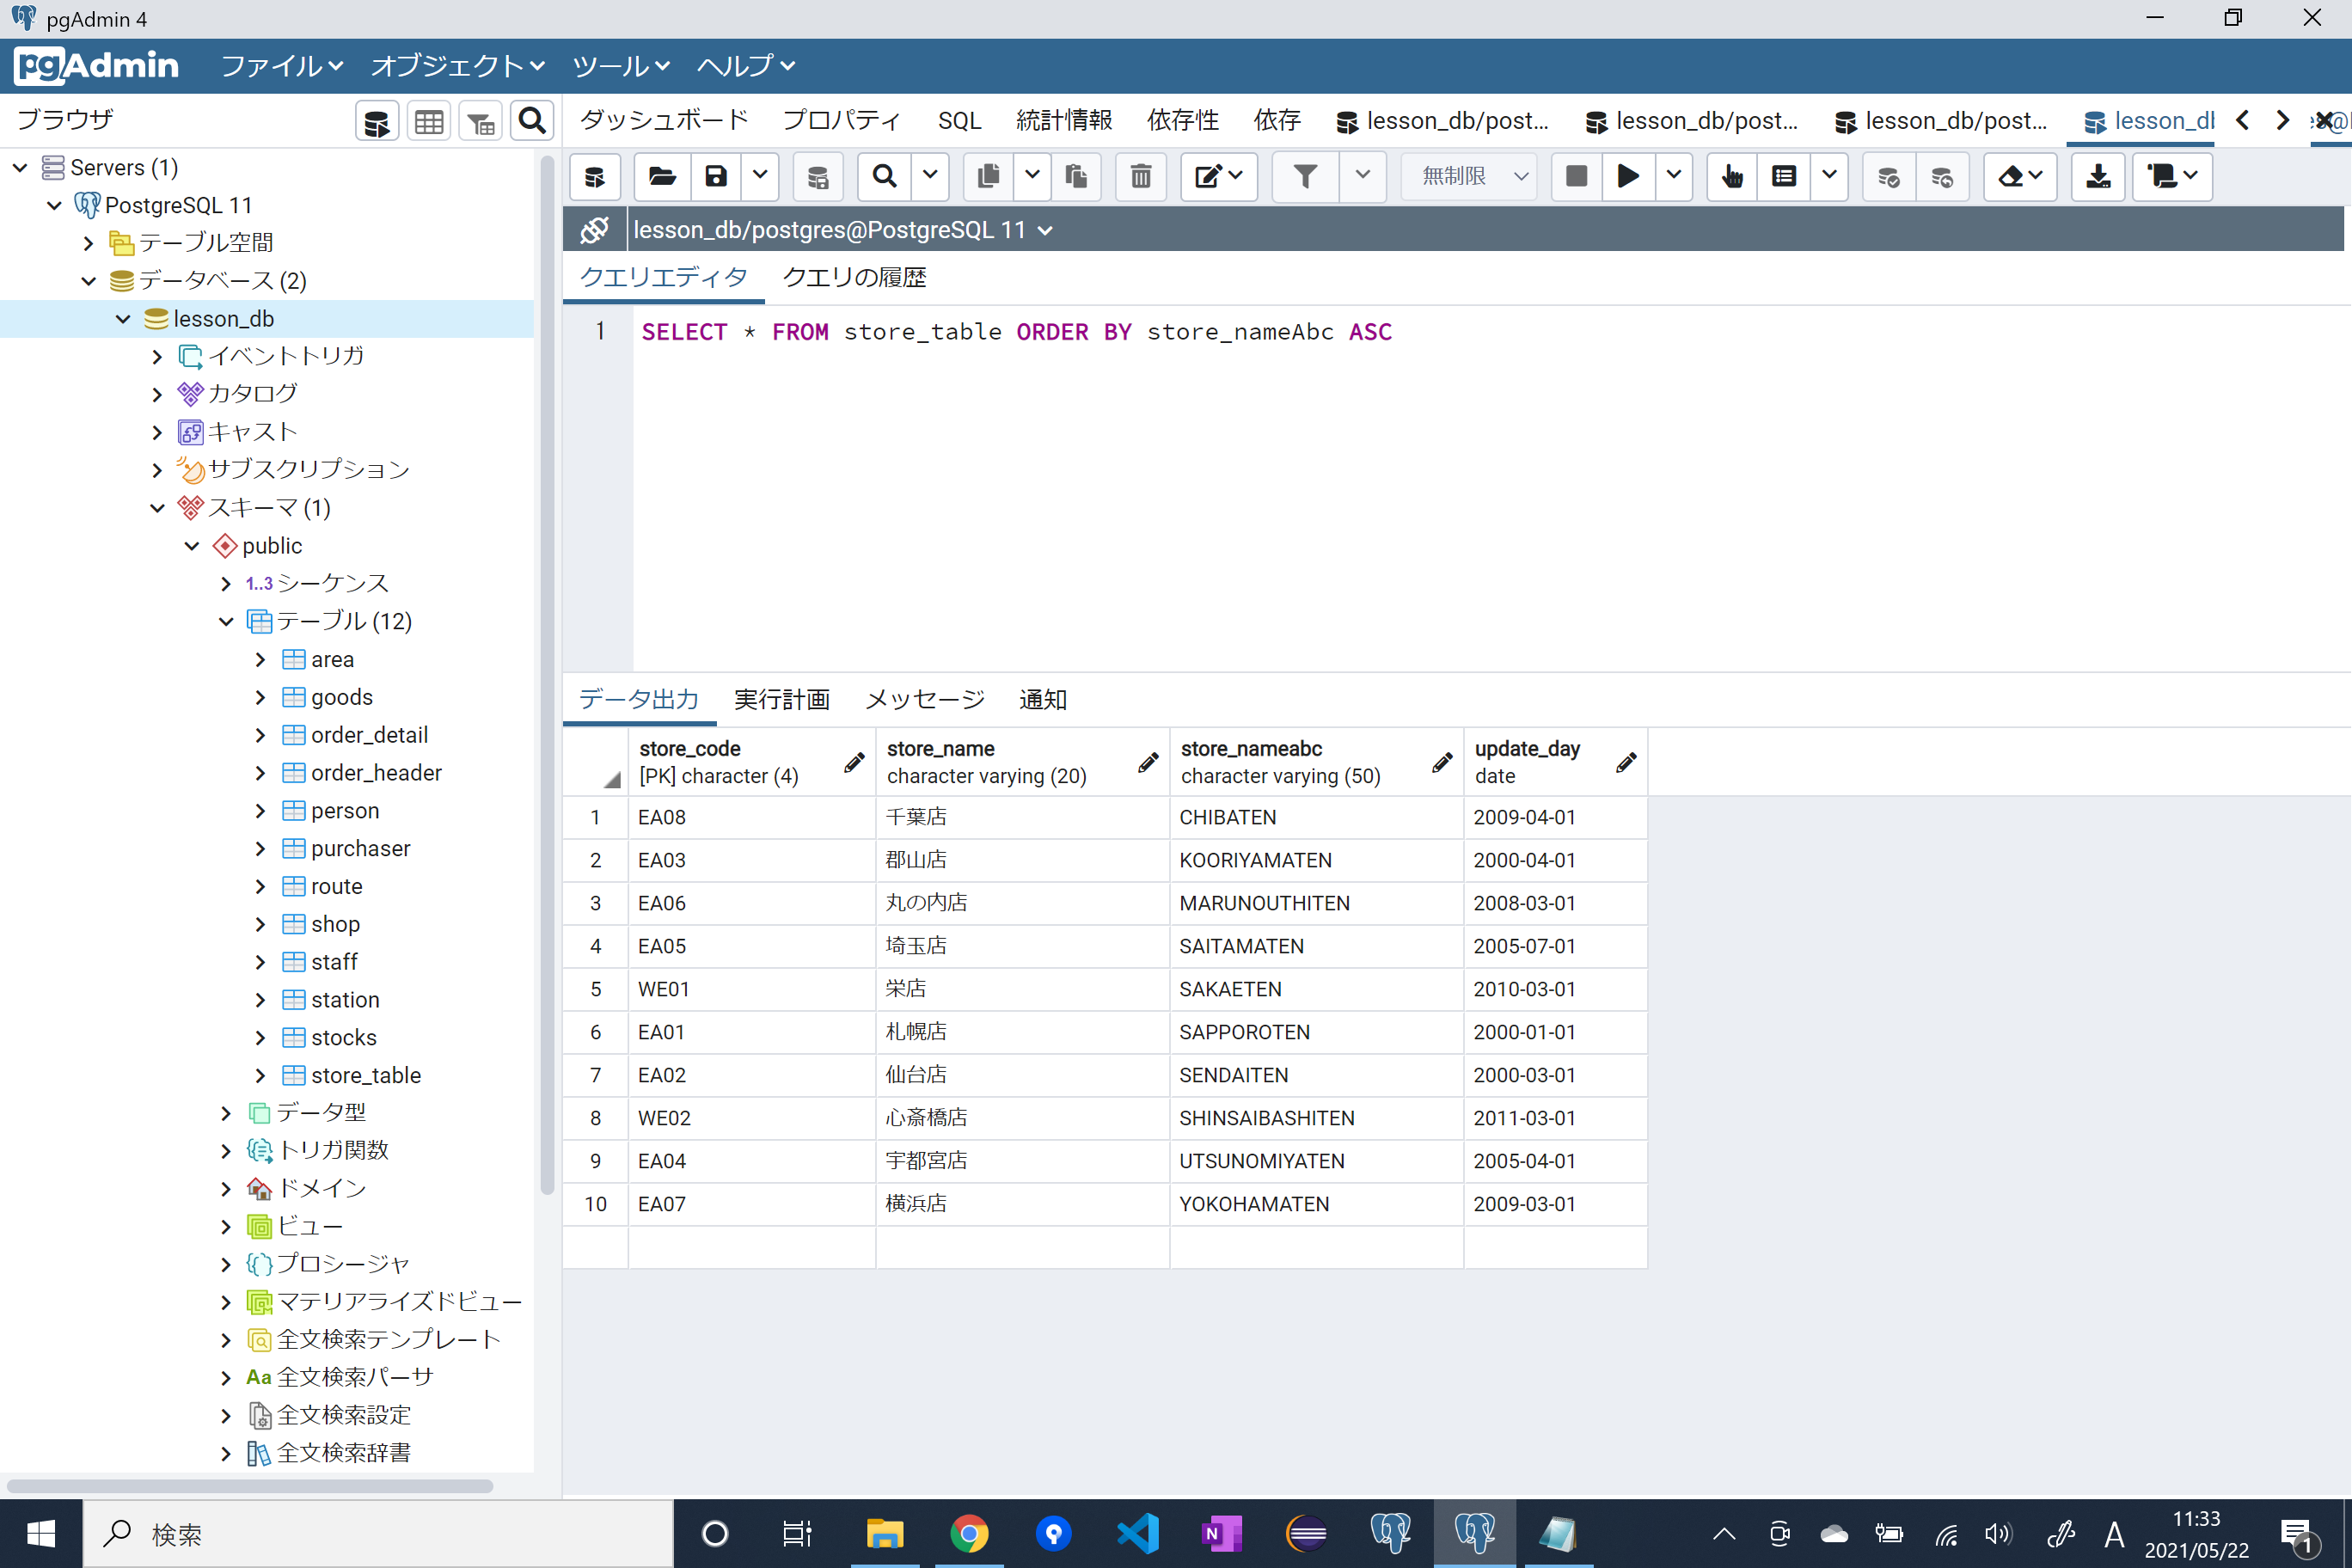 pgAdmin 4
pgAdmin ファイル オブジェクト ツール ヘルプ
ブラウザ
ダッシュボード プロパティ SQL 統計情報 依存性 依存 lesson_db/post... lesson_db/post... lesson_db/post...
Servers (1)
PostgreSQL 11
テーブル空間
データベース (2)
lesson_db
イベントトリガ
カタログ
キャスト
サブスクリプション
スキーマ (1)
public
1..3 シーケンス
テーブル (12)
area
goods
order_detail
order_header
person
purchaser
route
shop
staff
station
stocks
store_table
データ型
トリガ関数
ドメイン
ビュー
プロシージャ
マテリアライズドビュー
全文検索テンプレート
Aa 全文検索パーサ
全文検索設定
全文検索辞書
無制限
lesson_db/postgres@PostgreSQL 11
クエリエディタ クエリの履歴
1 SELECT * FROM store_table ORDER BY store_nameAbc ASC
データ出力 実行計画 メッセージ 通知
store_code store_name store_nameabc update_day
[PK] character (4) character varying (20) character varying (50) date
1 EA08 千葉店 CHIBATEN 2009-04-01
2 EA03 郡山店 KOORIYAMATEN 2000-04-01
3 EA06 丸の内店 MARUNOUTHITEN 2008-03-01
4 EA05 埼玉店 SAITAMATEN 2005-07-01
5 WE01 栄店 SAKAETEN 2010-03-01
6 EA01 札幌店 SAPPOROTEN 2000-01-01
7 EA02 仙台店 SENDAITEN 2000-03-01
8 WE02 心斎橋店 SHINSAIBASHITEN 2011-03-01
9 EA04 宇都宮店 UTSUNOMIYATEN 2005-04-01
10 EA07 横浜店 YOKOHAMATEN 2009-03-01
検索
N
A
11:33
2021/05/22
1